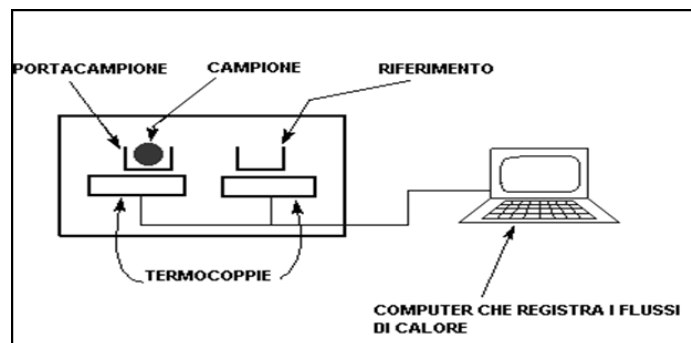 PORTACAMPIONE
CAMPIONE
RIFERIMENTO
TERMOCOPPIE
COMPUTER CHE REGISTRA I FLUSSI
DI CALORE